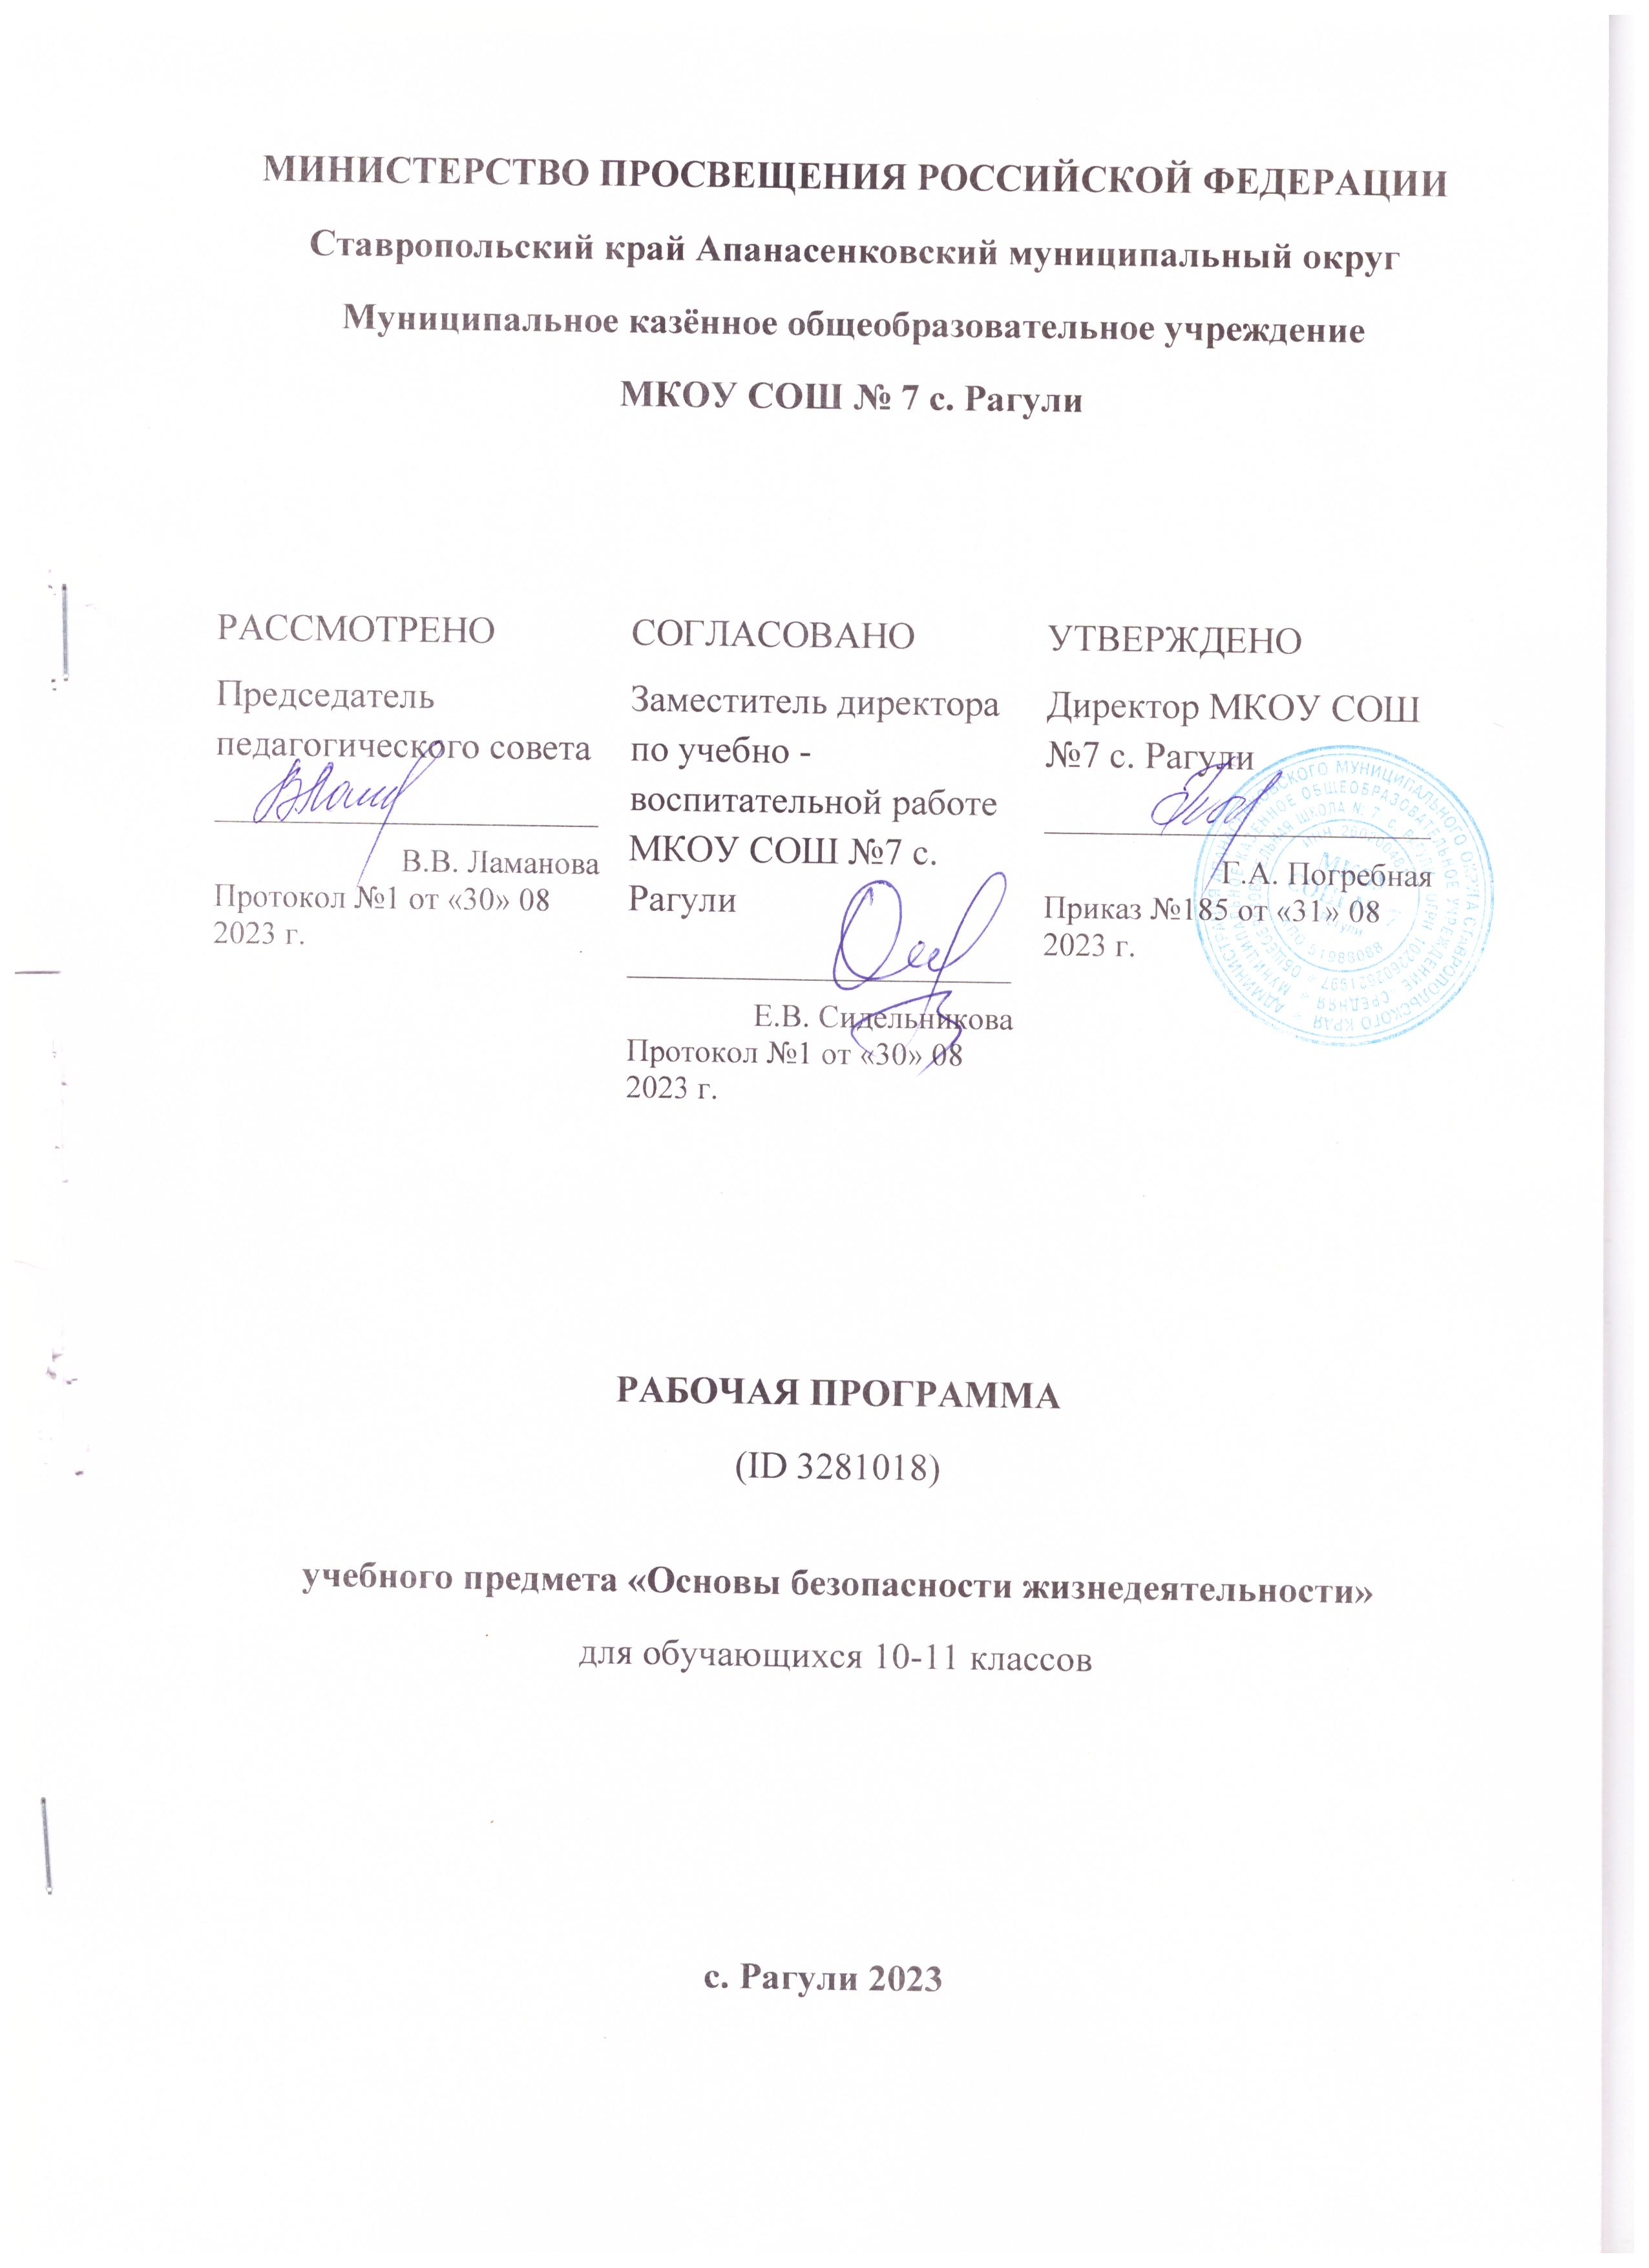 МИНИСТЕРСТВО ПРОСВЕЩЕНИЯ РОССИЙСКОЙ ФЕДЕРАЦИИ
Ставропольский край Апанасенковский муниципальный округ
Муниципальное казённое общеобразовательное учреждение
МКОУ СОШ № 7 с. Рагули
РАССМОТРЕНО
Председатель
педагогического совета
В.В. Ламанова
Протокол №1 от «30» 08
2023 г.
СОГЛАСОВАНО
Заместитель директора
по учебно -
воспитательной работе
МКОУ СОШ №7 с.
Рагули
Е.В. Сидельникова
Протокол №1 от «30» 08
2023 г.
УТВЕРЖДЕНО
Директор МКОУ СОШ
№7 с. Рагули
Г.А. Погребная
Приказ №185 от «31» 08
2023 г.
РАБОЧАЯ ПРОГРАММА
(ID 3281018)
учебного предмета «Основы безопасности жизнедеятельности»
для обучающихся 10-11 классов
с. Рагули 2023